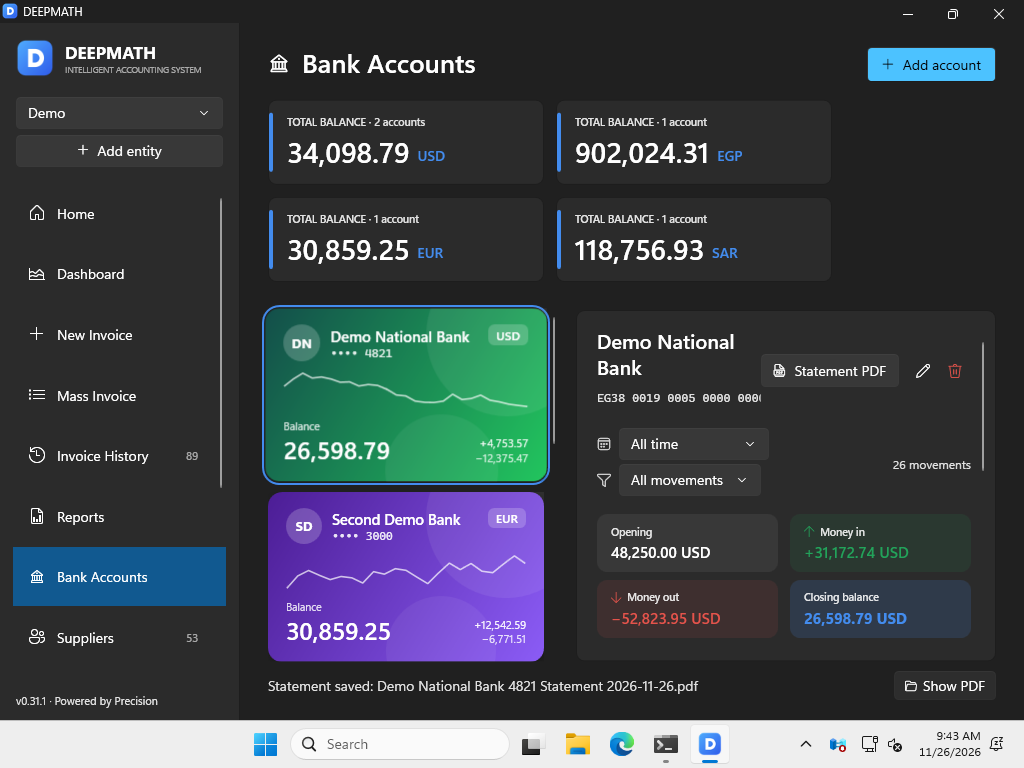 DEEPMATH
D DEEPMATH
INTELLIGENT ACCOUNTING SYSTEM
Demo
+ Add entity
Home
Dashboard
New Invoice
Mass Invoice
Invoice History 89
Reports
Bank Accounts
Suppliers 53
v0.31.1 · Powered by Precision
Bank Accounts
+ Add account
TOTAL BALANCE · 2 accounts
34,098.79 USD
TOTAL BALANCE · 1 account
902,024.31 EGP
TOTAL BALANCE · 1 account
30,859.25 EUR
TOTAL BALANCE · 1 account
118,756.93 SAR
DN Demo National Bank USD
•••• 4821
Balance
26,598.79
+4,753.57
−12,375.47
SD Second Demo Bank EUR
•••• 3000
Balance
30,859.25
+12,542.59
−6,771.51
Demo National
Bank
EG38 0019 0005 0000 000
Statement PDF
All time
All movements
26 movements
Opening
48,250.00 USD
Money in
+31,172.74 USD
Money out
−52,823.95 USD
Closing balance
26,598.79 USD
Statement saved: Demo National Bank 4821 Statement 2026-11-26.pdf
Show PDF
Search
9:43 AM
11/26/2026